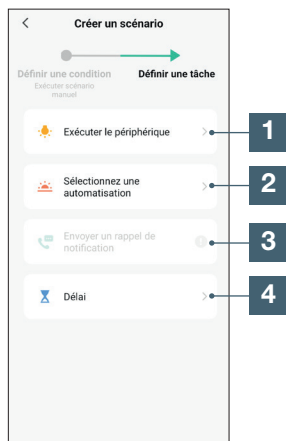 Créer un scénario
Définir une condition
Définir une tâche
Exécuter scénario
manuel
Exécuter le périphérique
1
Sélectionnez une
automatisation
2
Envoyer un rappel de
notification
3
Délai
4